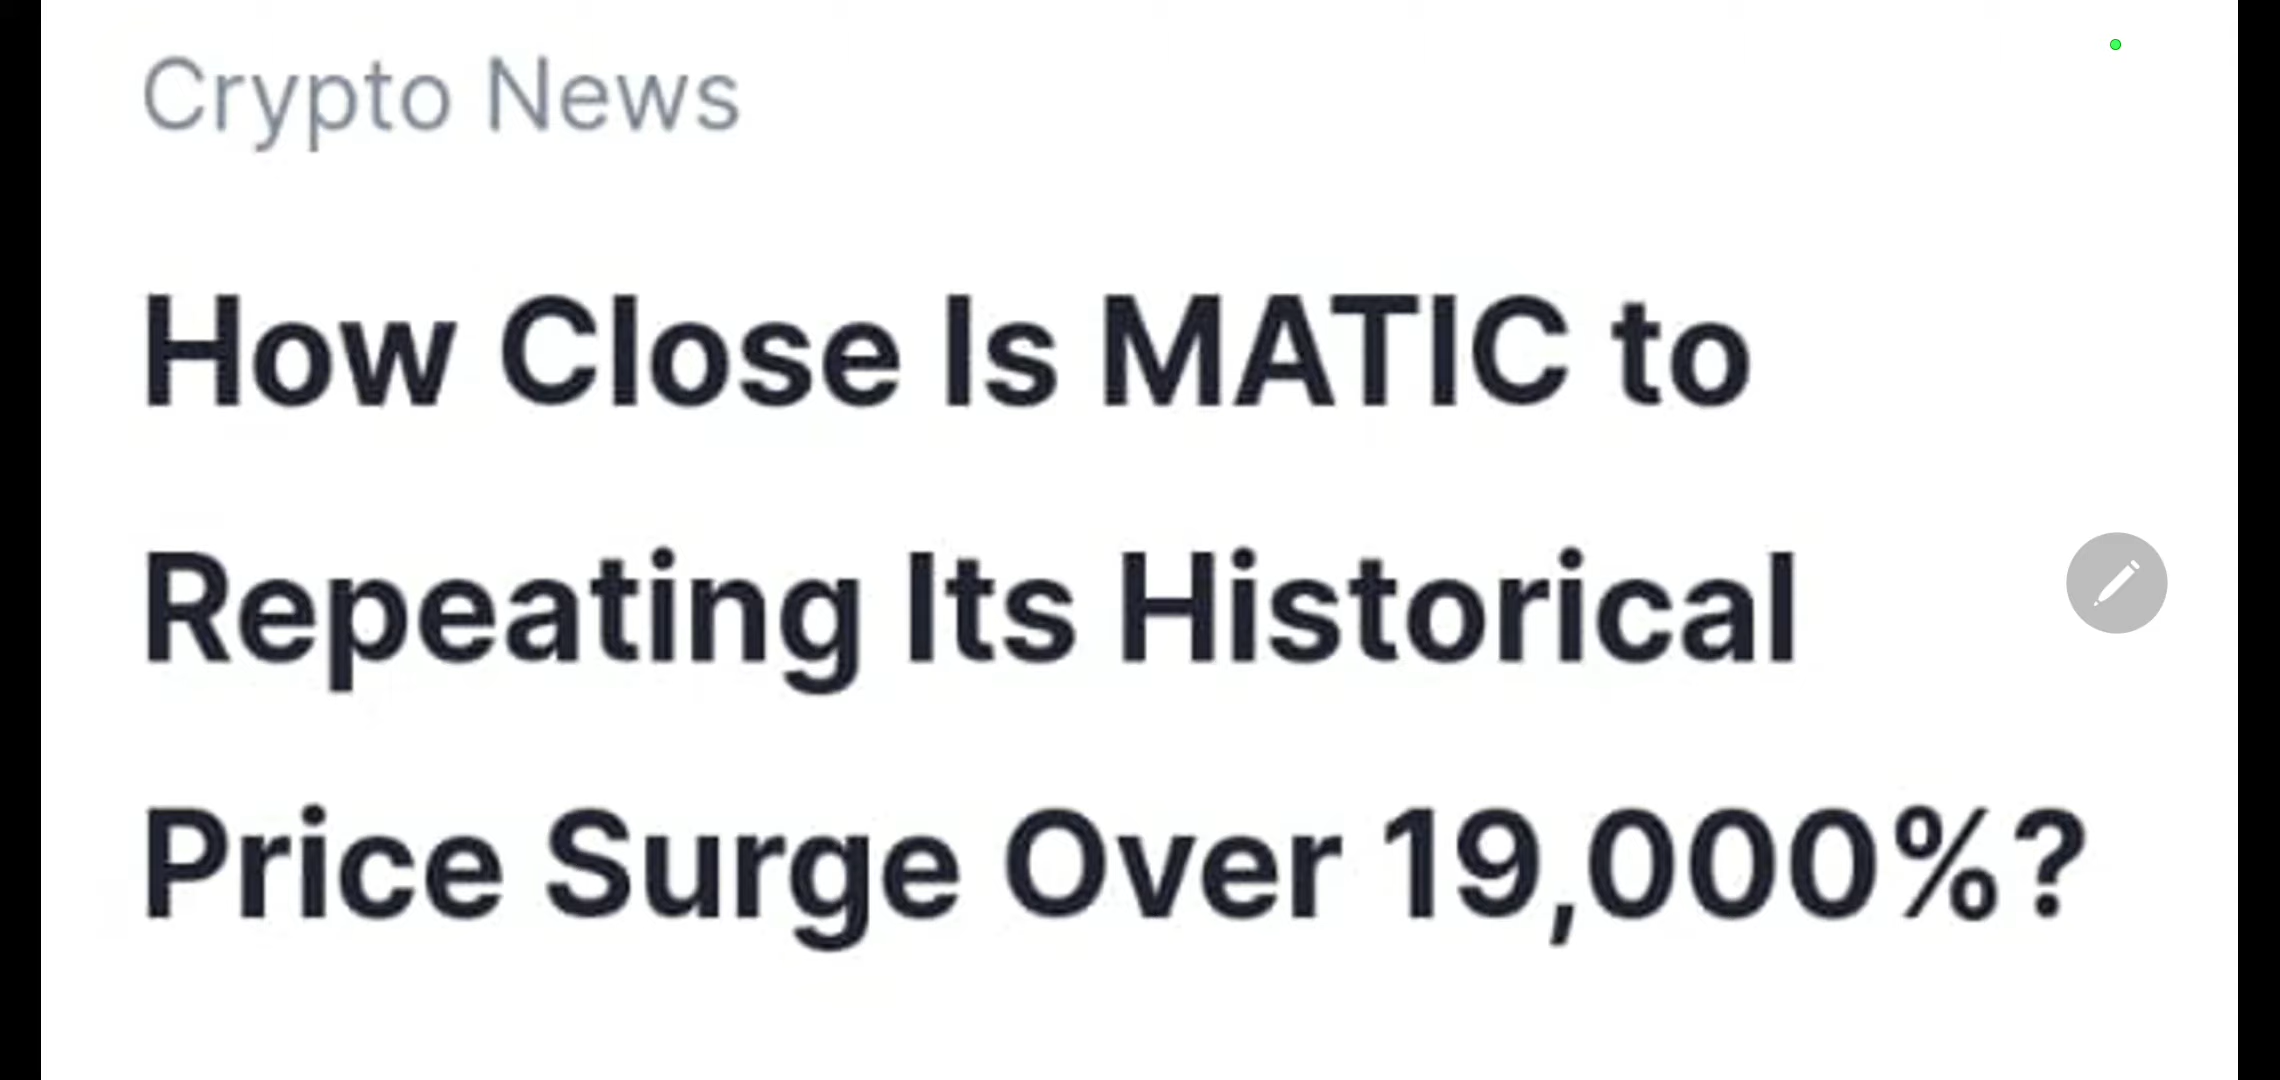 Crypto News
How Close Is MATIC to
Repeating Its Historical
Price Surge Over 19,000%?